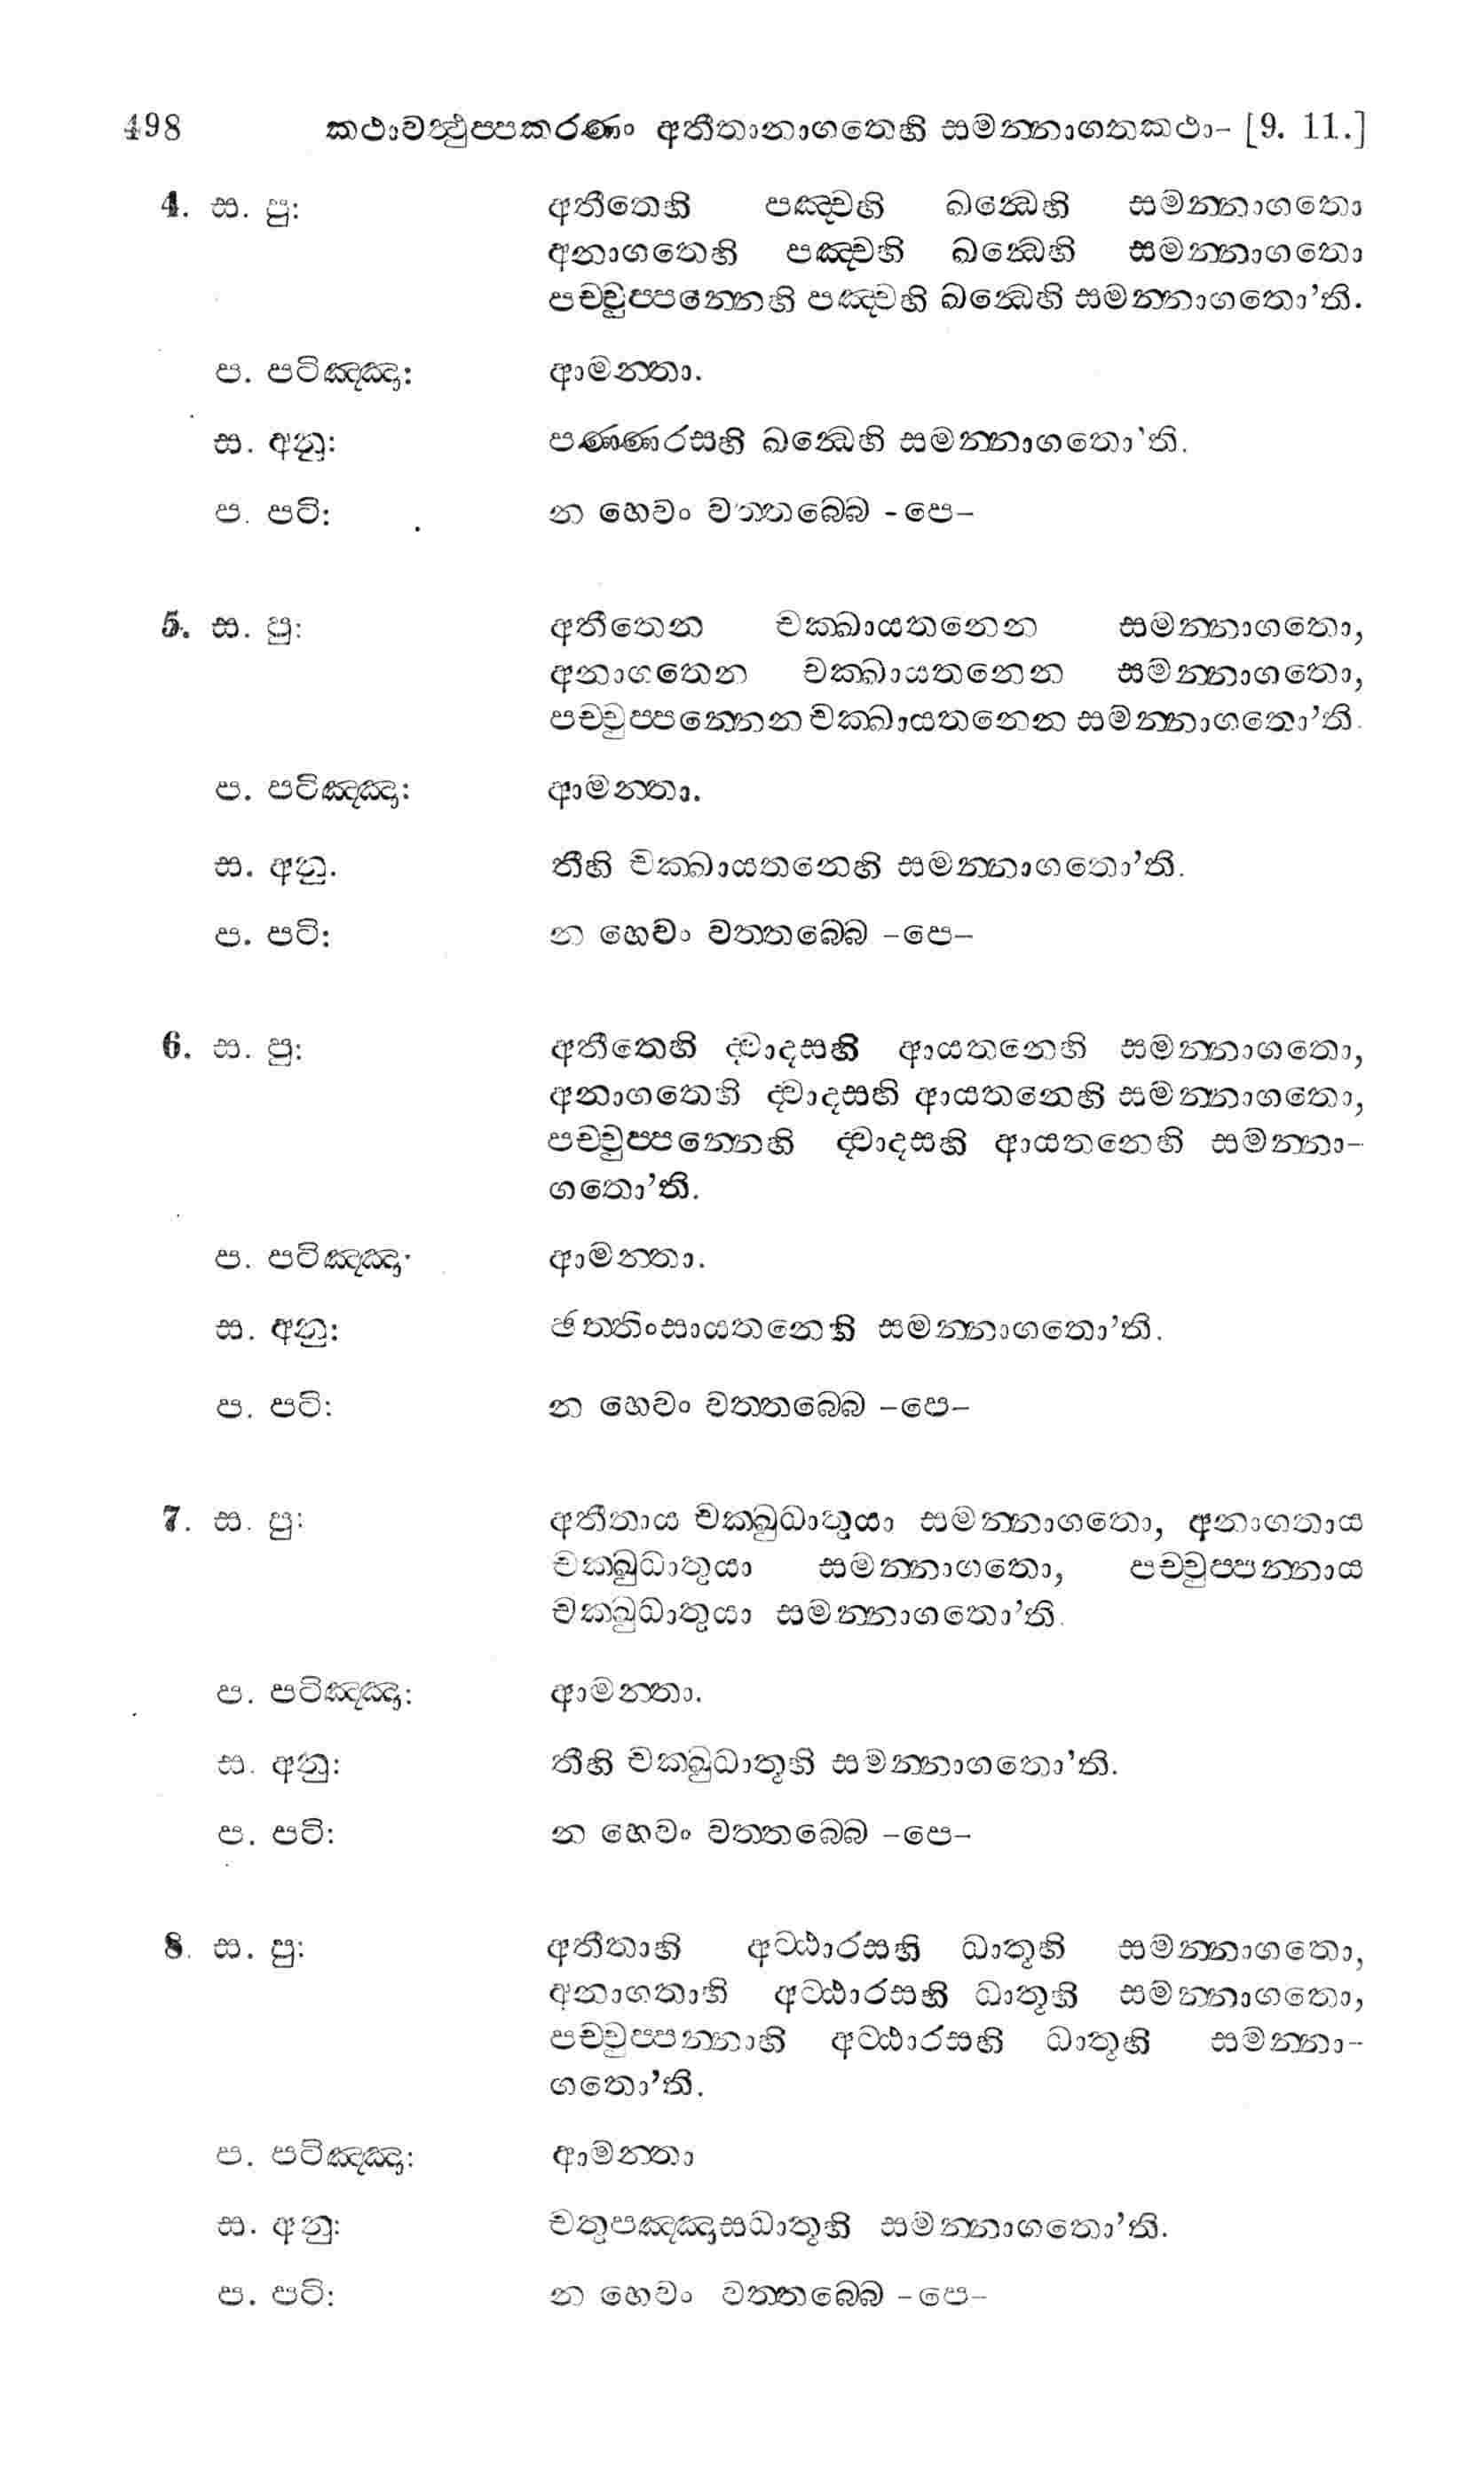 498 කථාවත්‍ථුප්පකරණං අතීතානාගතෙහි සමන්නාගතකථා- [9. 11.]
4. ස. පු: අතීතෙහි පඤ්චහි ඛන්‍ධෙහි සමන්නාගතො
අනාගතෙහි පඤ්චහි ඛන්‍ධෙහි සමන්නාගතො
පච්චුප්පන්නෙහි පඤ්චහි ඛන්‍ධෙහි සමන්නාගතො’ති.
ප. පටිඤ්ඤා: ආමන්තා.
ස. අනු: පණ්ණරසහි ඛන්‍ධෙහි සමන්නාගතො’ති.
ප. පටි: න හෙවං වත්තබ්බෙ -පෙ-
5. ස. පු: අතීතෙන චක්ඛායතනෙන සමන්නාගතො,
අනාගතෙන චක්ඛායතනෙන සමන්නාගතො,
පච්චුප්පන්නෙන චක්ඛායතනෙන සමන්නාගතො’ති.
ප. පටිඤ්ඤා: ආමන්තා.
ස. අනු. තීහි චක්ඛායතනෙහි සමන්නාගතො’ති.
ප. පටි: න හෙවං වත්තබ්බෙ -පෙ-
6. ස. පු: අතීතෙහි ද්‍වාදසහි ආයතනෙහි සමන්නාගතො,
අනාගතෙහි ද්‍වාදසහි ආයතනෙහි සමන්නාගතො,
පච්චුප්පන්නෙහි ද්‍වාදසහි ආයතනෙහි සමන්නා-
ගතො’ති.
ප. පටිඤ්ඤා· ආමන්තා.
ස. අනු: ඡත්තිංසායතනෙහි සමන්නාගතො’ති.
ප. පටි: න හෙවං වත්තබ්බෙ -පෙ-
7. ස. පු: අතීතාය චක්ඛුධාතුයා සමන්නාගතො, අනාගතාය
චක්ඛුධාතුයා සමන්නාගතො, පච්චුප්පන්නාය
චක්ඛුධාතුයා සමන්නාගතො’ති.
ප. පටිඤ්ඤා: ආමන්තා.
ස. අනු: තීහි චක්ඛුධාතූහි සමන්නාගතො’ති.
ප. පටි: න හෙවං වත්තබ්බෙ -පෙ-
8. ස. පු: අතීතාහි අට්ඨාරසහි ධාතූහි සමන්නාගතො,
අනාගතාහි අට්ඨාරසහි ධාතූහි සමන්නාගතො,
පච්චුප්පන්නාහි අට්ඨාරසහි ධාතූහි සමන්නා-
ගතො’ති.
ප. පටිඤ්ඤා: ආමන්තා
ස. අනු: චතුපඤ්ඤාසධාතූහි සමන්නාගතො’ති.
ප. පටි: න හෙවං වත්තබ්බෙ -පෙ-